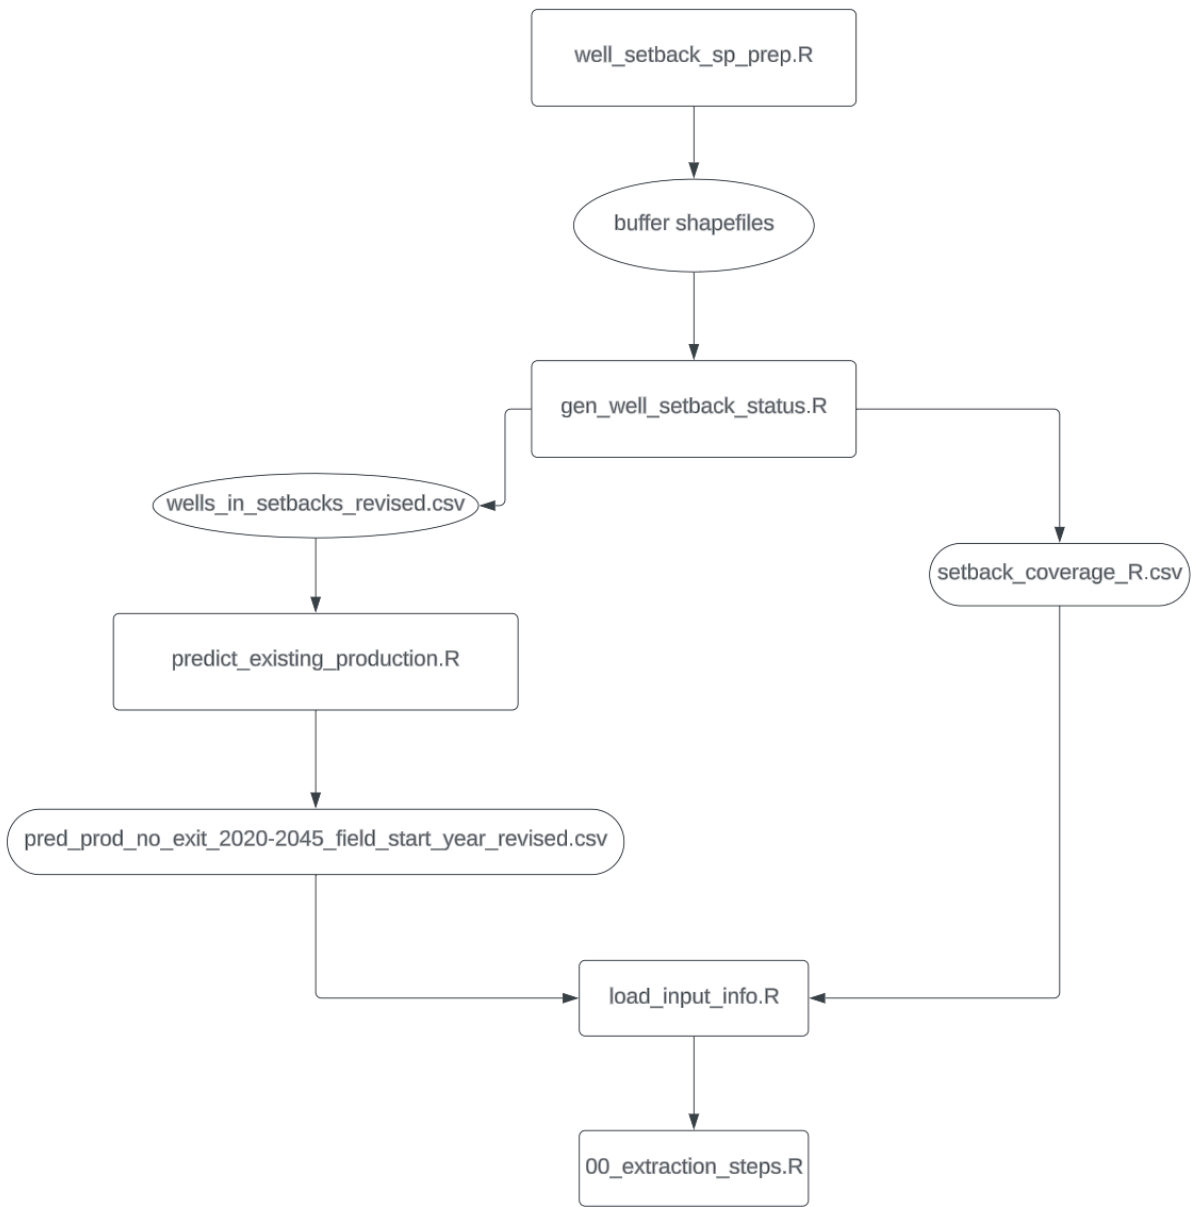 well_setback_sp_prep.R
buffer shapefiles
gen_well_setback_status.R
wells_in_setbacks_revised.csv
setback_coverage_R.csv
predict_existing_production.R
pred_prod_no_exit_2020-2045_field_start_year_revised.csv
load_input_info.R
00_extraction_steps.R